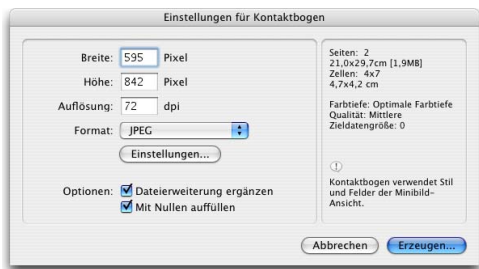 Einstellungen für Kontaktbogen
Breite: 595 Pixel
Höhe: 842 Pixel
Auflösung: 72 dpi
Format: JPEG
Einstellungen...
Optionen: Dateierweiterung ergänzen
Mit Nullen auffüllen
Seiten: 2
21,0x29,7cm [1,9MB]
Zellen: 4x7
4,7x4,2 cm
Farbtiefe: Optimale Farbtiefe
Qualität: Mittlere
Zieldatengröße: 0
Kontaktbogen verwendet Stil
und Felder der Minibild-
Ansicht.
Abbrechen Erzeugen...